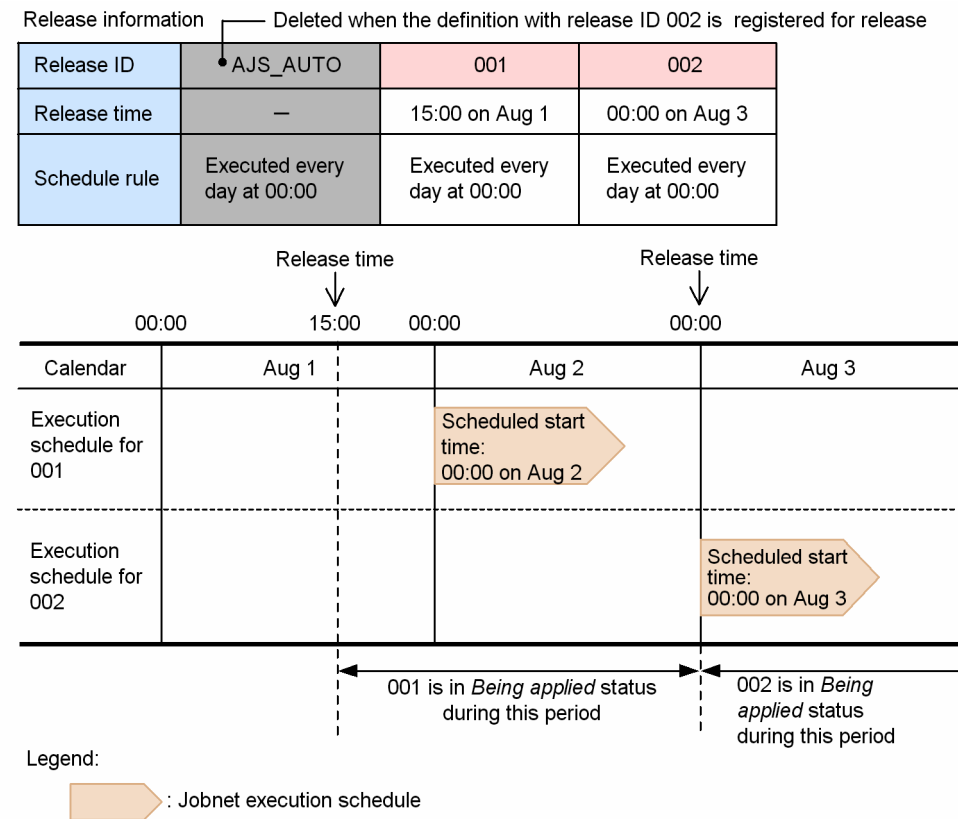 Release information
Deleted when the definition with release ID 002 is registered for release
Release ID
AJS_AUTO
001
002
Release time
—
15:00 on Aug 1
00:00 on Aug 3
Schedule rule
Executed every
day at 00:00
Executed every
day at 00:00
Executed every
day at 00:00
Release time
Release time
00:00
15:00
00:00
00:00
Calendar
Aug 1
Aug 2
Aug 3
Execution
schedule for
001
Scheduled start
time:
00:00 on Aug 2
Execution
schedule for
002
Scheduled start
time:
00:00 on Aug 3
001 is in Being applied status
during this period
002 is in Being
applied status
during this period
Legend:
: Jobnet execution schedule